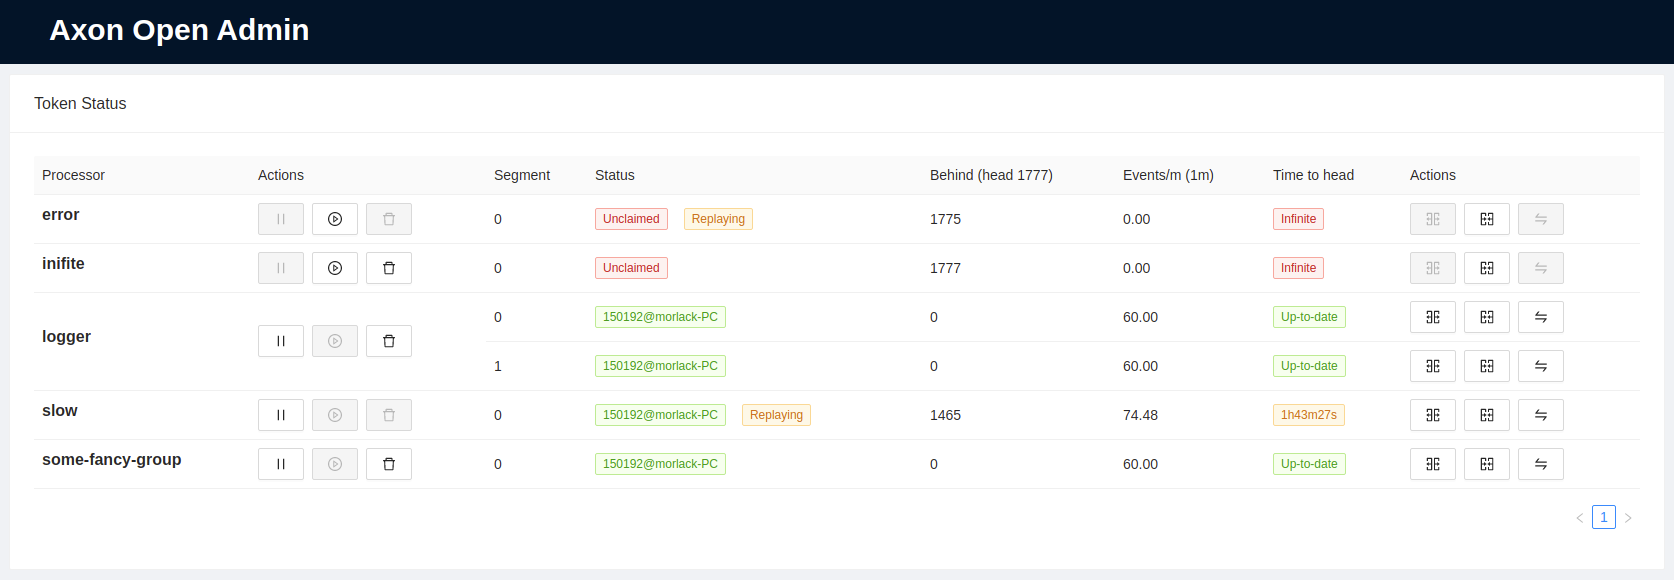 Axon Open Admin
Token Status
Processor Actions Segment Status Behind (head 1777) Events/m (1m) Time to head Actions
error 0 Unclaimed Replaying 1775 0.00 Infinite
inifite 0 Unclaimed 1777 0.00 Infinite
logger 0 150192@morlack-PC 0 60.00 Up-to-date
1 150192@morlack-PC 0 60.00 Up-to-date
slow 0 150192@morlack-PC Replaying 1465 74.48 1h43m27s
some-fancy-group 0 150192@morlack-PC 0 60.00 Up-to-date
1